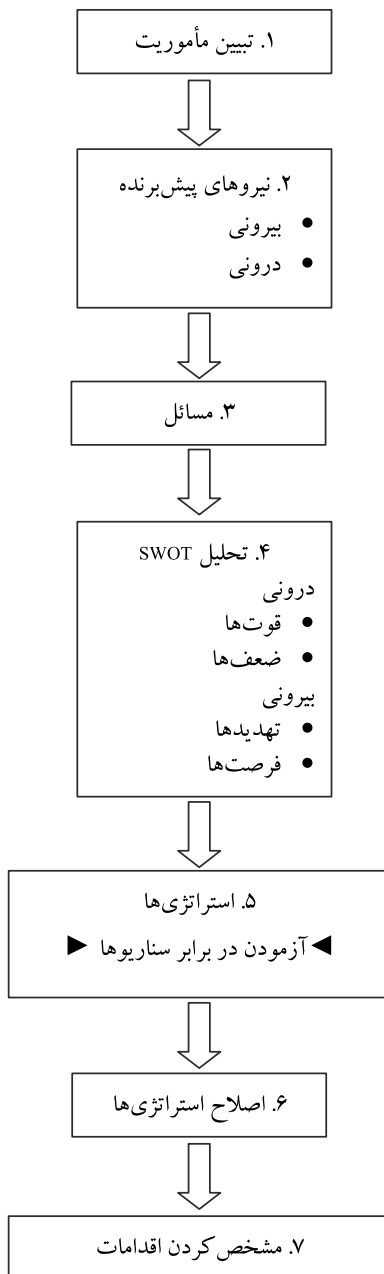 ۱. تبیین مأموریت
۲. نیروهای پیش‌برنده
• بیرونی
• درونی
۳. مسائل
۴. تحلیل SWOT
درونی
• قوت‌ها
• ضعف‌ها
بیرونی
• تهدیدها
• فرصت‌ها
۵. استراتژی‌ها
◀ آزمودن در برابر سناریوها ▶
۶. اصلاح استراتژی‌ها
۷. مشخص کردن اقدامات